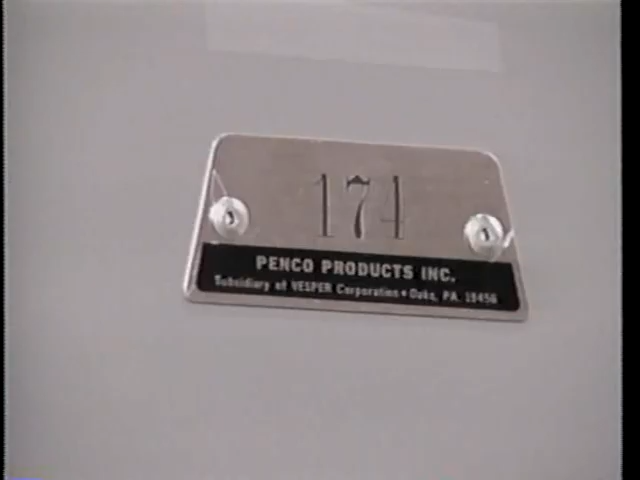 174
PENCO PRODUCTS INC.
Subsidiary of VESPER Corporation • Oaks, PA. 19456